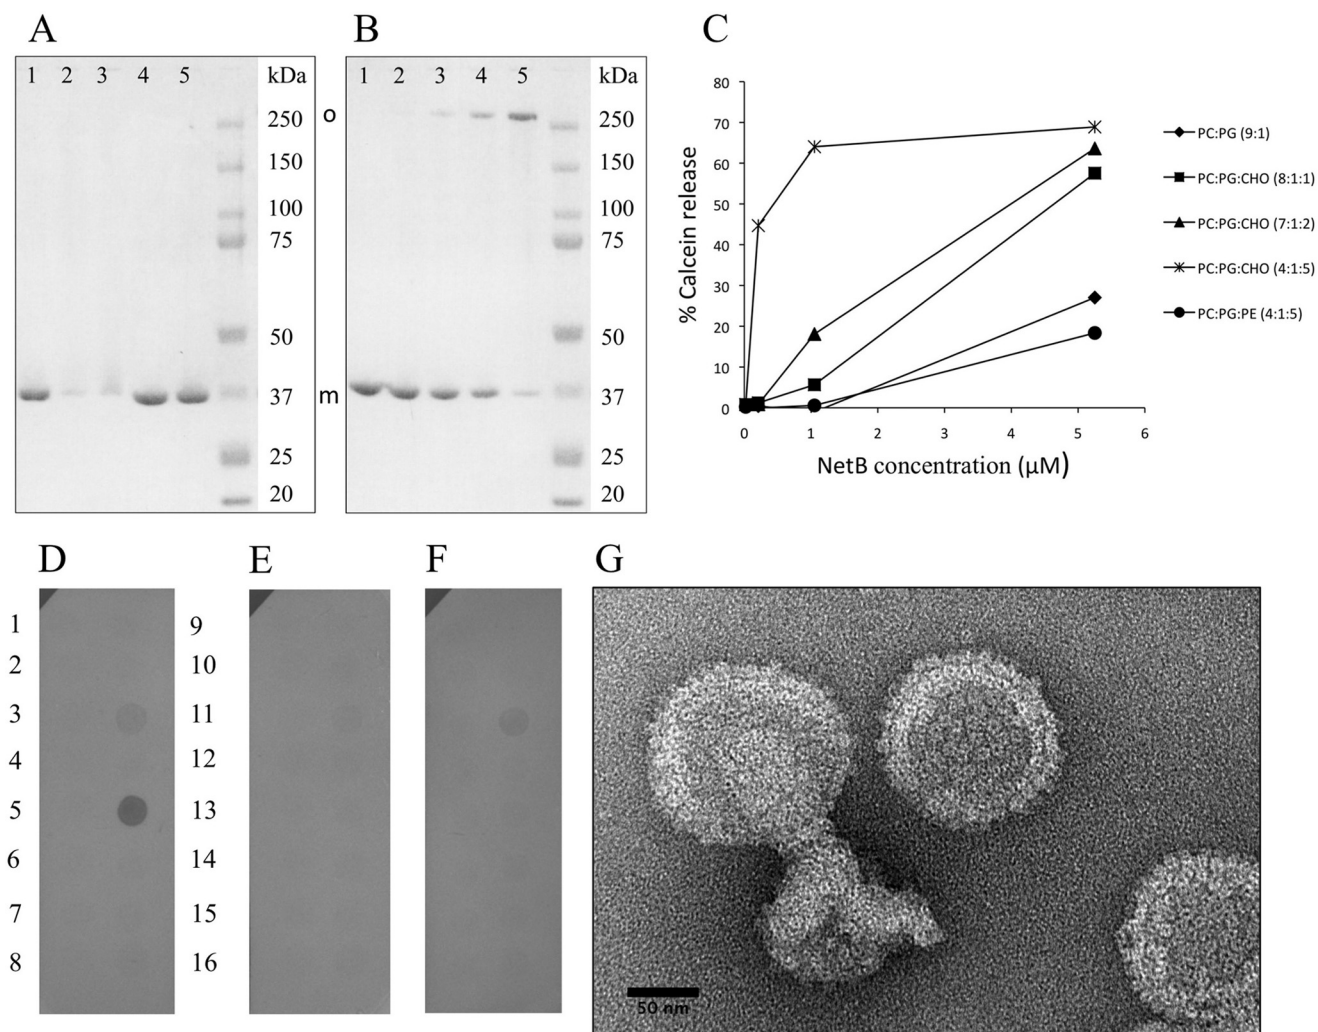 A
B
C
1 2 3 4 5 kDa
250
150
100
75
50
37
25
20
o
m
1 2 3 4 5 kDa
250
150
100
75
50
37
25
20
80
70
60
50
40
30
20
10
0
% Calcein release
0 1 2 3 4 5 6
NetB concentration (μM)
PC:PG (9:1)
PC:PG:CHO (8:1:1)
PC:PG:CHO (7:1:2)
PC:PG:CHO (4:1:5)
PC:PG:PE (4:1:5)
D
E
F
G
1
2
3
4
5
6
7
8
9
10
11
12
13
14
15
16
50 nm